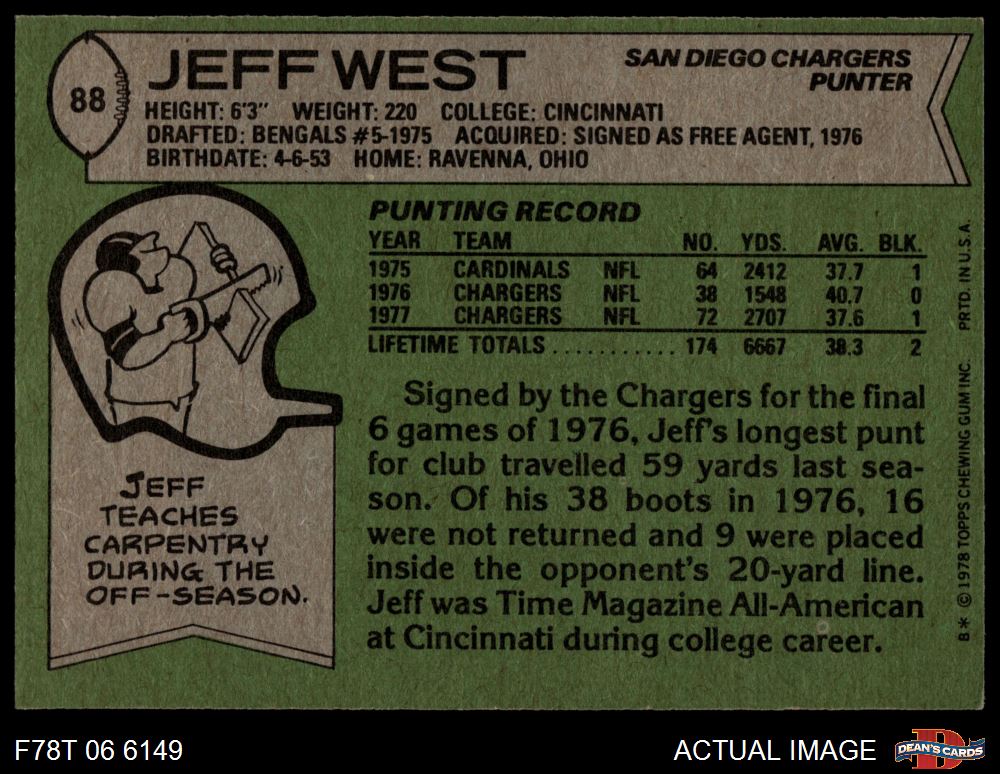 88
JEFF WEST
SAN DIEGO CHARGERS
PUNTER
HEIGHT: 6'3" WEIGHT: 220 COLLEGE: CINCINNATI
DRAFTED: BENGALS #5-1975 ACQUIRED: SIGNED AS FREE AGENT, 1976
BIRTHDATE: 4-6-53 HOME: RAVENNA, OHIO
PUNTING RECORD
YEAR TEAM NO. YDS. AVG. BLK.
1975 CARDINALS NFL 64 2412 37.7 1
1976 CHARGERS NFL 38 1548 40.7 0
1977 CHARGERS NFL 72 2707 37.6 1
LIFETIME TOTALS ........... 174 6667 38.3 2
Signed by the Chargers for the final
6 games of 1976, Jeff's longest punt
for club travelled 59 yards last sea-
son. Of his 38 boots in 1976, 16
were not returned and 9 were placed
inside the opponent's 20-yard line.
Jeff was Time Magazine All-American
at Cincinnati during college career.
JEFF
TEACHES
CARPENTRY
DURING THE
OFF-SEASON.
B* © 1978 TOPPS CHEWING GUM INC. PRTD. IN U.S.A.
F78T 06 6149
ACTUAL IMAGE
D
DEAN'S CARDS